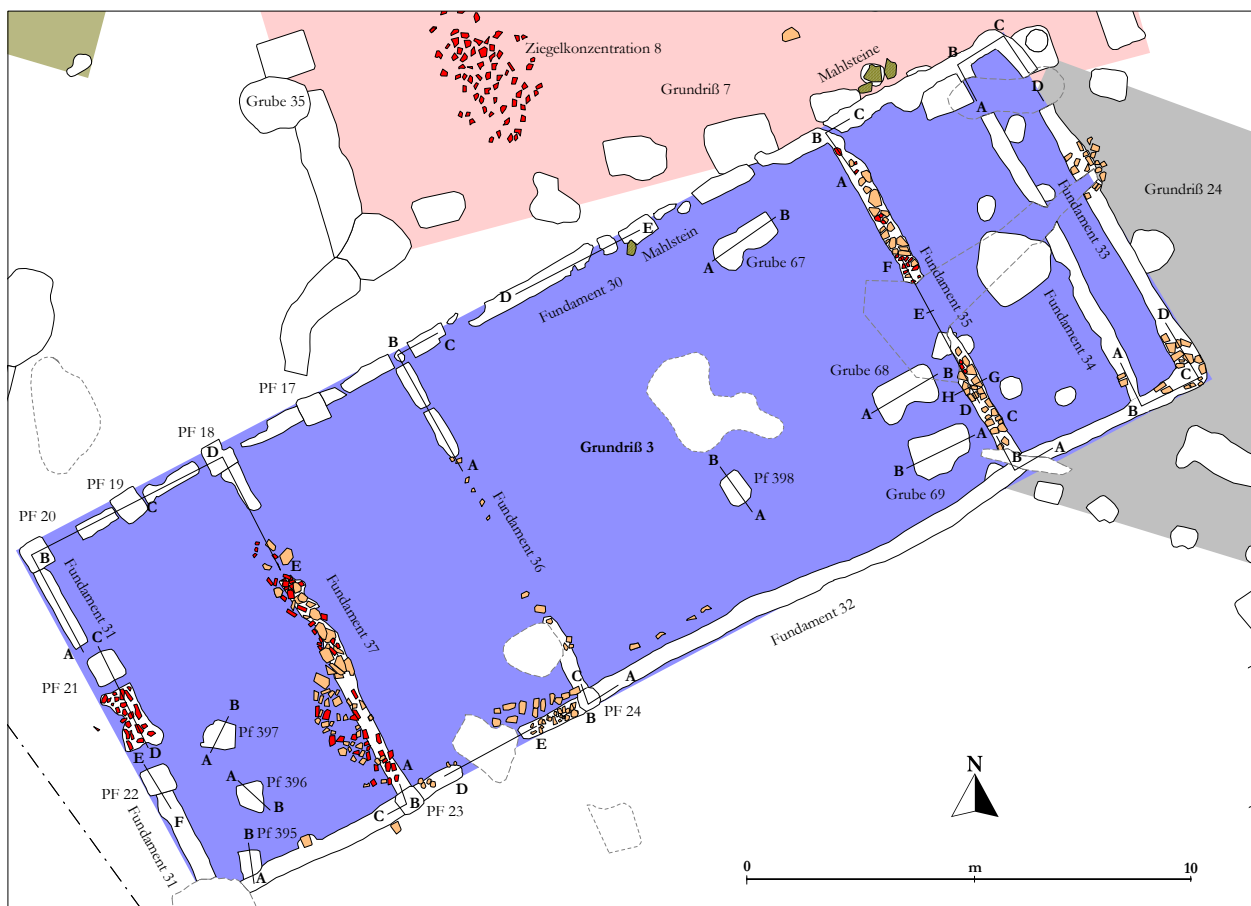 Ziegelkonzentration 8
Grundriß 7
Mahlsteine
B
C
C
A
D
Grube 35
B
A
Grundriß 24
Fundament 33
Fundament 30
Mahlstein
E
D
A
B
Grube 67
F
Fundament 35
E
Fundament 34
D
C
A
B
PF 17
B
C
A
Fundament 36
Grundriß 3
Grube 68
B
A
G
H
D
C
B
A
A
B
Grube 69
B
Pf 398
A
PF 18
D
PF 19
C
PF 20
B
Fundament 31
A
C
PF 21
E
D
PF 22
F
Fundament 31
E
Fundament 37
B
Pf 397
A
A
Pf 396
B
B
Pf 395
A
A
B
C
PF 23
D
E
C
A
B
PF 24
Fundament 32
N
0
m
10